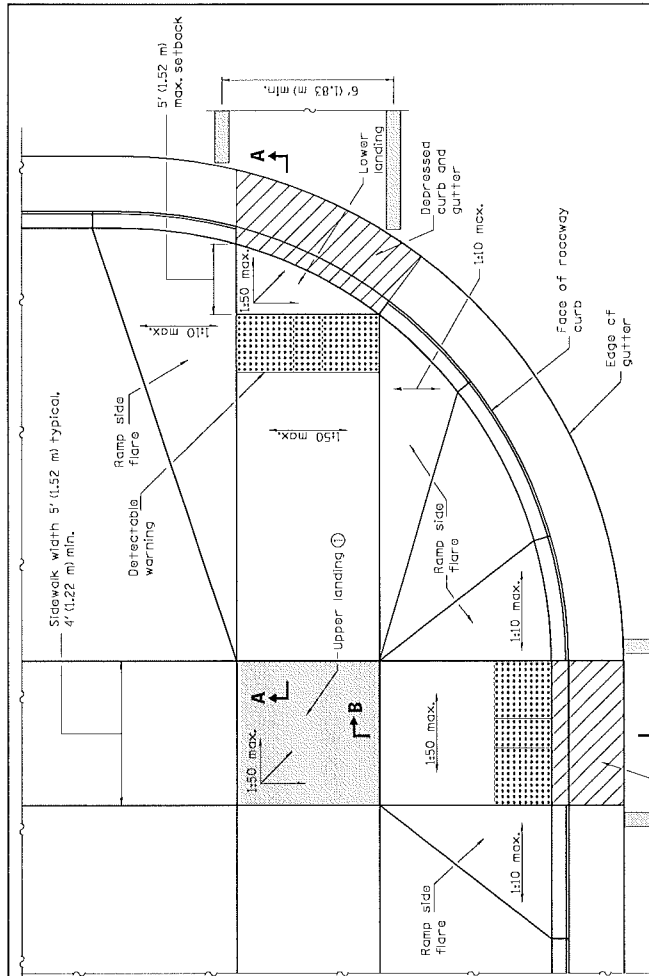 Sidewalk width 5' (1.52 m) typical.
4' (1.22 m) min.
5' (1.52 m)
max. setback
6' (1.83 m) min.
A
Lower
landing
Depressed
curb and
gutter
1:10 max.
Face of roadway
curb
Edge of
gutter
1:50 max.
1:10 max.
Ramp side
flare
Detectable
warning
1:50 max.
Ramp side
flare
1:10 max.
Upper landing ①
A
B
1:50 max.
1:50 max.
Ramp side
flare
1:10 max.